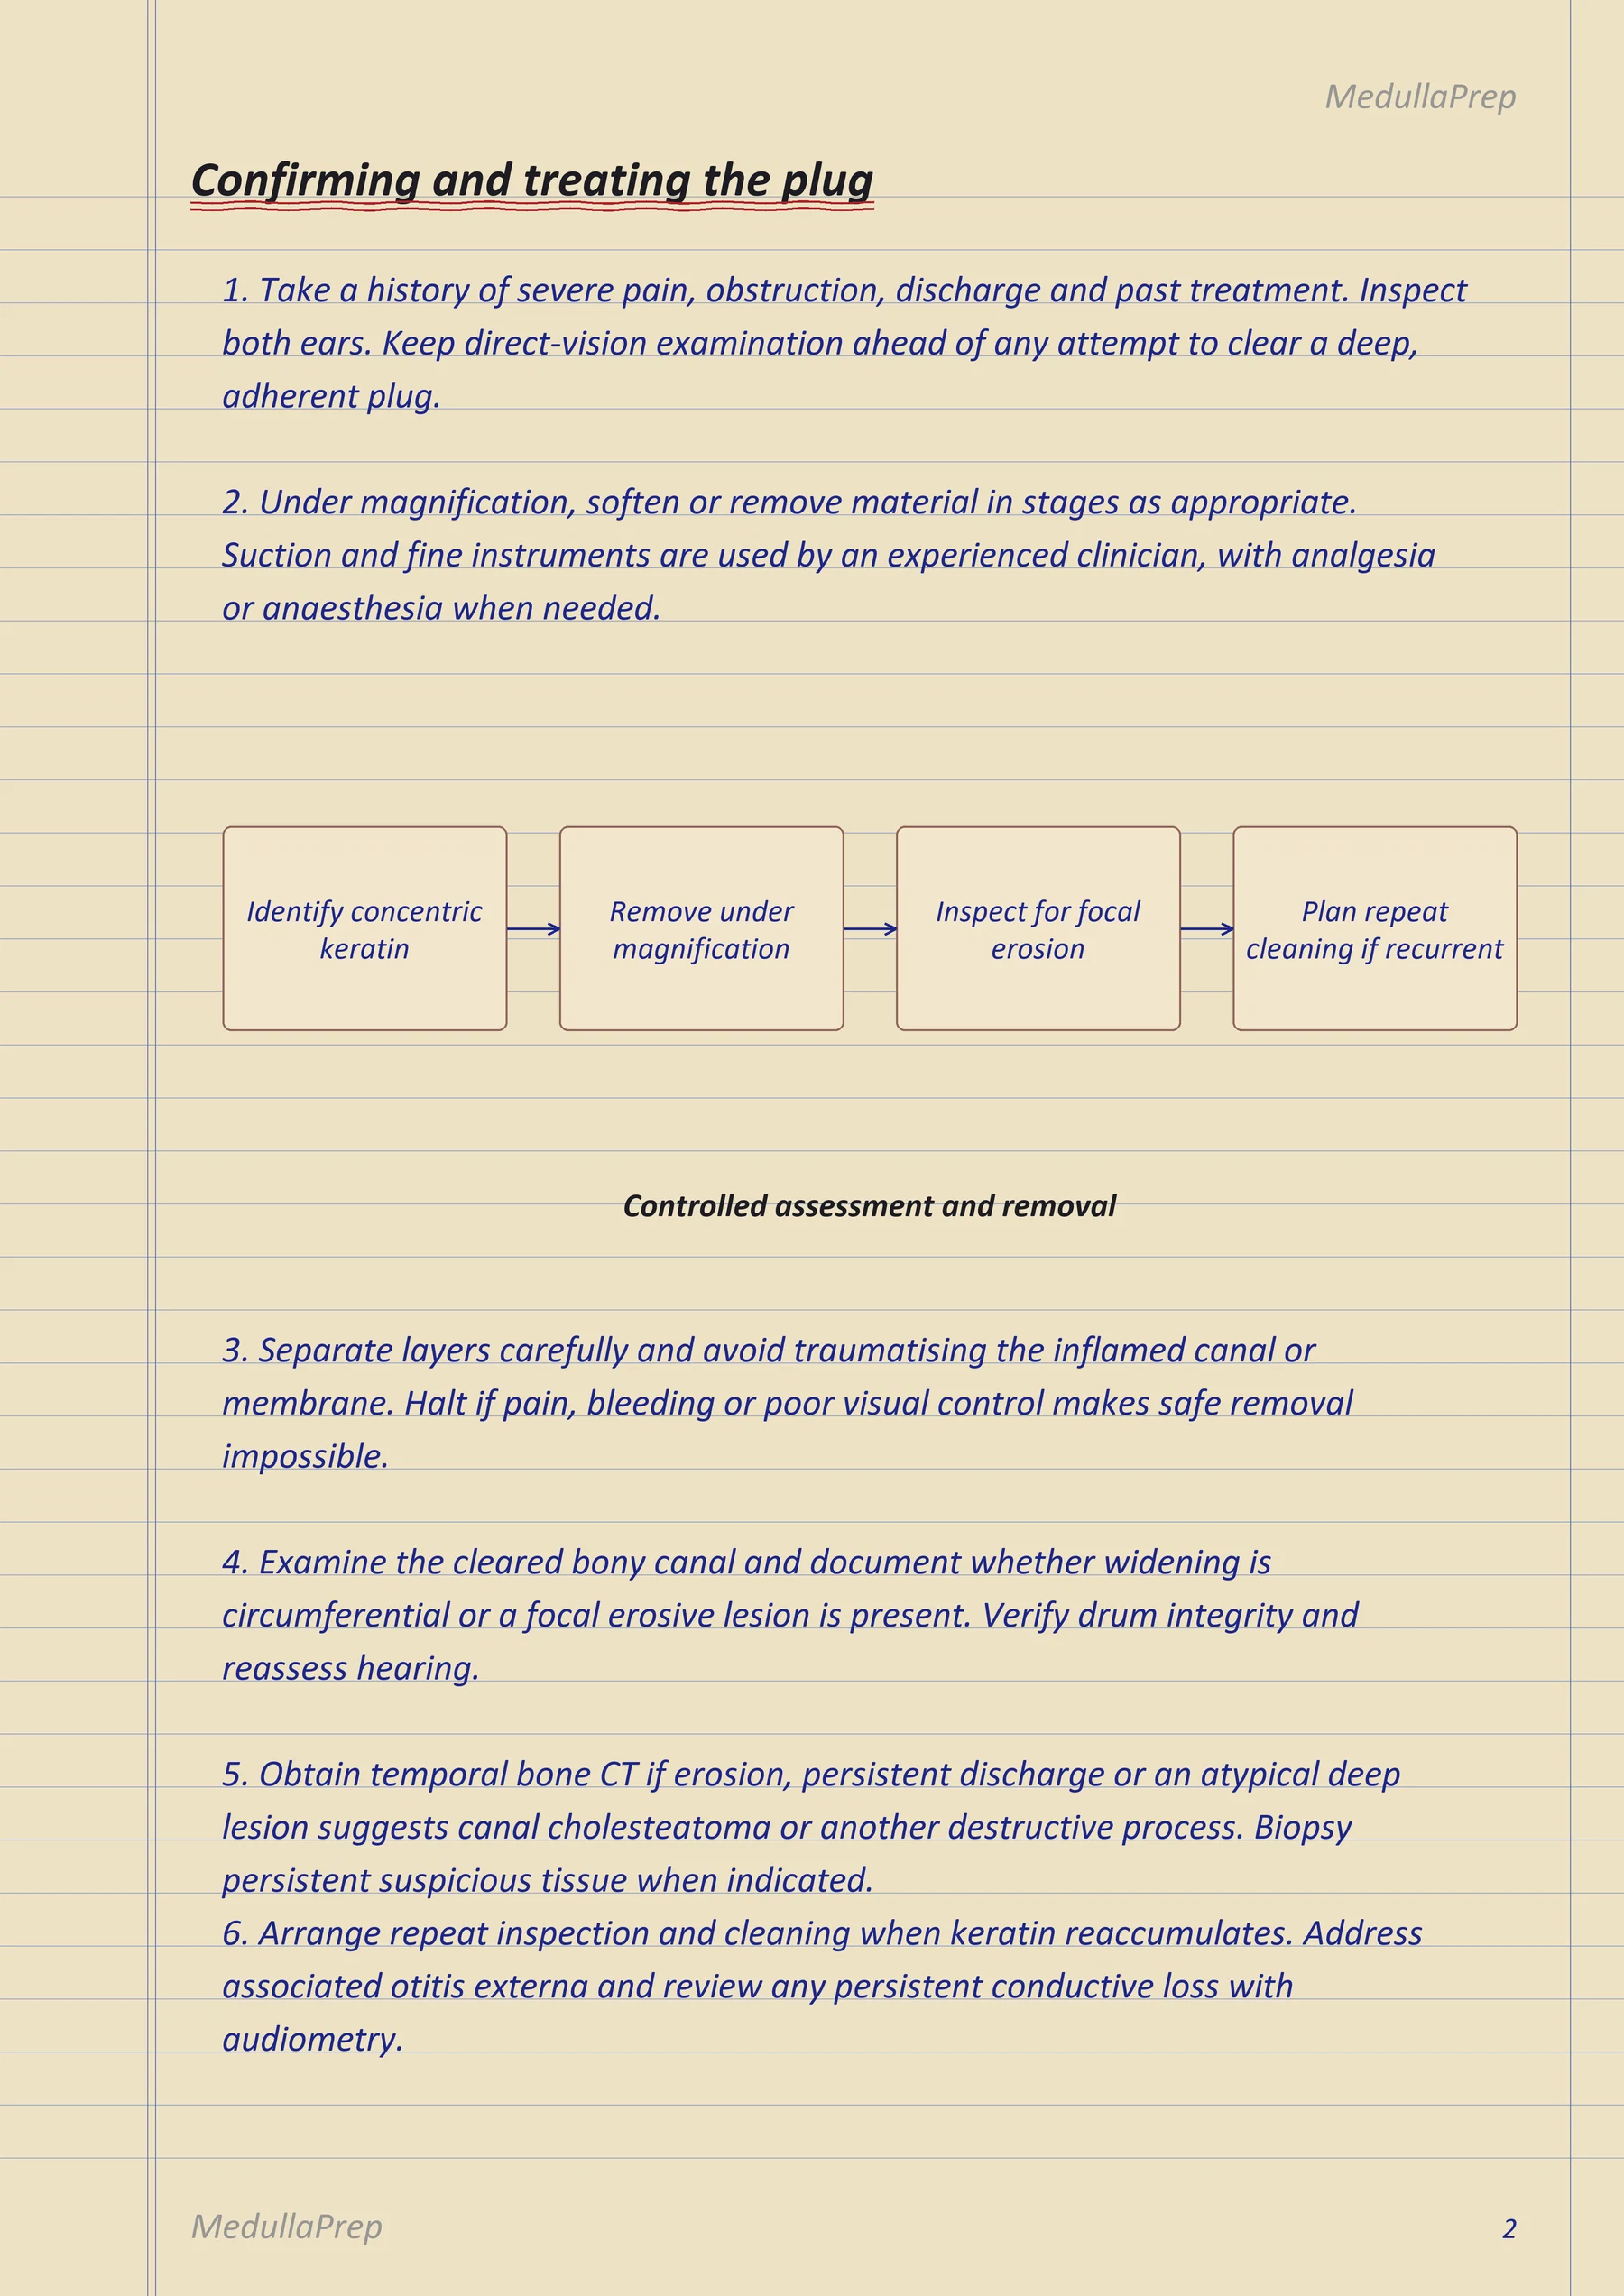 MedullaPrep
Confirming and treating the plug
1. Take a history of severe pain, obstruction, discharge and past treatment. Inspect
both ears. Keep direct-vision examination ahead of any attempt to clear a deep,
adherent plug.
2. Under magnification, soften or remove material in stages as appropriate.
Suction and fine instruments are used by an experienced clinician, with analgesia
or anaesthesia when needed.
Identify concentric
keratin
Remove under
magnification
Inspect for focal
erosion
Plan repeat
cleaning if recurrent
Controlled assessment and removal
3. Separate layers carefully and avoid traumatising the inflamed canal or
membrane. Halt if pain, bleeding or poor visual control makes safe removal
impossible.
4. Examine the cleared bony canal and document whether widening is
circumferential or a focal erosive lesion is present. Verify drum integrity and
reassess hearing.
5. Obtain temporal bone CT if erosion, persistent discharge or an atypical deep
lesion suggests canal cholesteatoma or another destructive process. Biopsy
persistent suspicious tissue when indicated.
6. Arrange repeat inspection and cleaning when keratin reaccumulates. Address
associated otitis externa and review any persistent conductive loss with
audiometry.
MedullaPrep
2